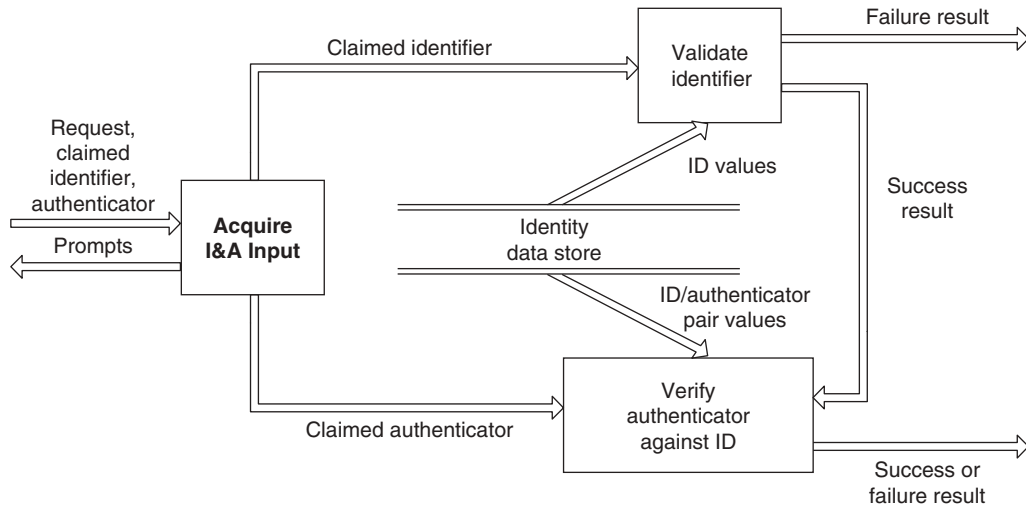 Failure result
Claimed identifier
Validate
identifier
Request,
claimed
identifier,
authenticator
ID values
Success
result
Acquire
I&A Input
Prompts
Identity
data store
ID/authenticator
pair values
Verify
authenticator
against ID
Claimed authenticator
Success or
failure result